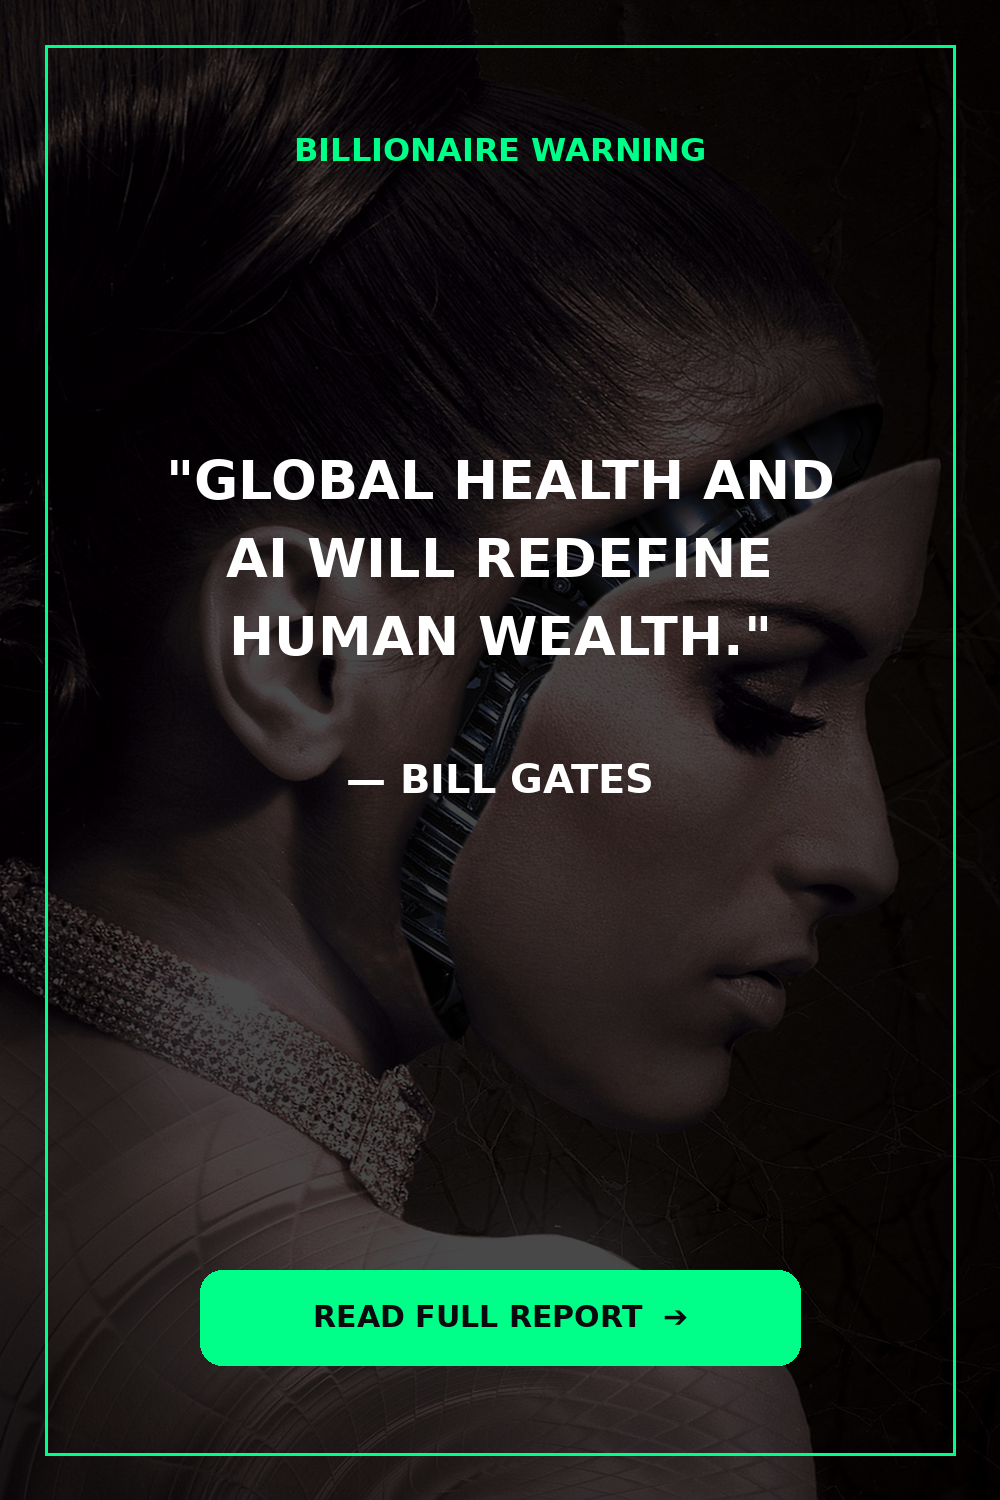 BILLIONAIRE WARNING
"GLOBAL HEALTH AND
AI WILL REDEFINE
HUMAN WEALTH."
— BILL GATES
READ FULL REPORT ➔